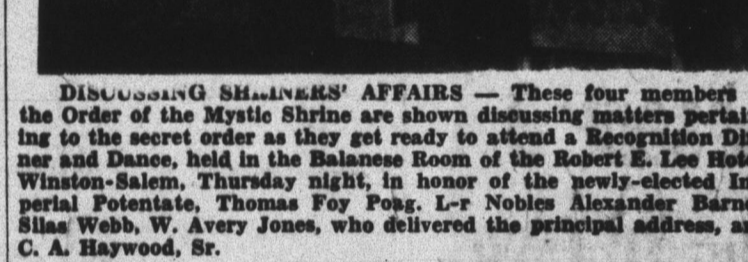 DISCUSSING SHRINERS' AFFAIRS — These four members
the Order of the Mystic Shrine are shown discussing matters pertai
ing to the secret order as they get ready to attend a Recognition Di
ner and Dance, held in the Balanese Room of the Robert E. Lee Hot
Winston-Salem, Thursday night, in honor of the newly-elected I
perial Potentate, Thomas Foy Poag. L-r Nobles Alexander Barn
Silas Webb, W. Avery Jones, who delivered the principal address, a
C. A. Haywood, Sr.